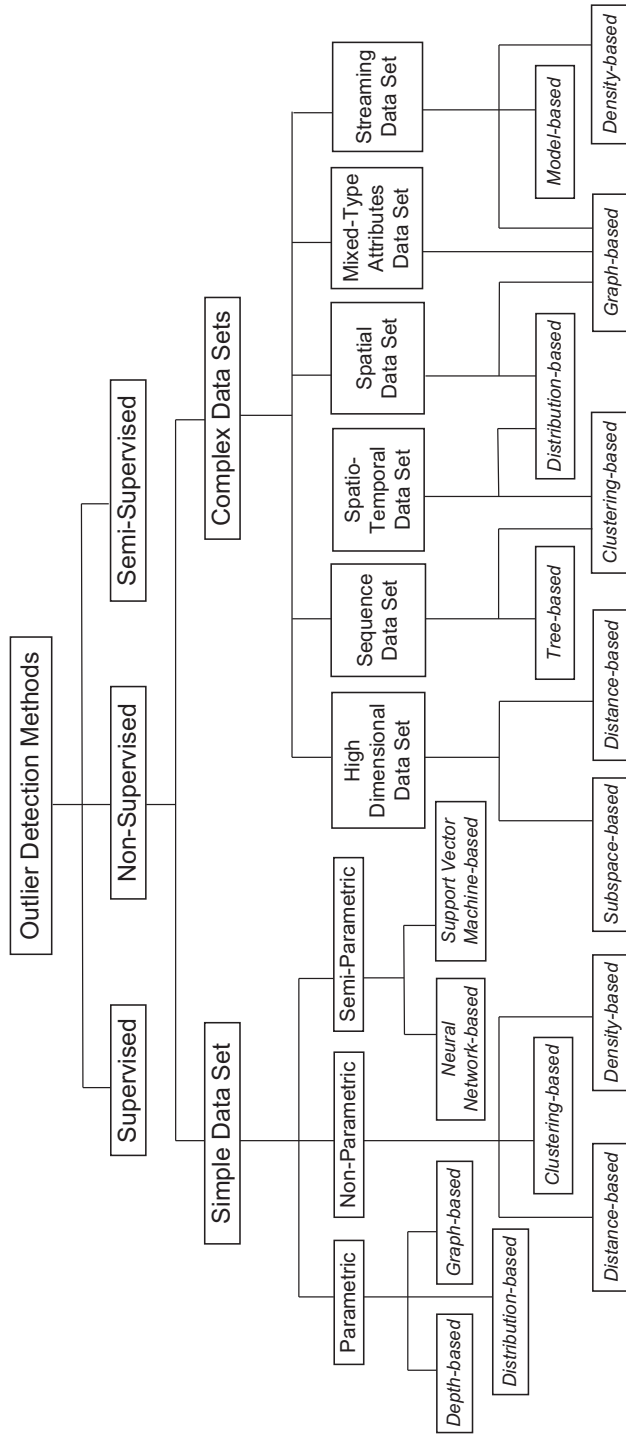 Outlier Detection Methods
Supervised
Non-Supervised
Semi-Supervised
Simple Data Set
Complex Data Sets
Parametric
Non-Parametric
Semi-Parametric
High
Dimensional
Data Set
Sequence
Data Set
Spatio-
Temporal
Data Set
Spatial
Data Set
Mixed-Type
Attributes
Data Set
Streaming
Data Set
Depth-based
Graph-based
Distribution-based
Neural
Network-based
Support Vector
Machine-based
Distance-based
Clustering-based
Density-based
Subspace-based
Distance-based
Tree-based
Clustering-based
Distribution-based
Graph-based
Model-based
Density-based